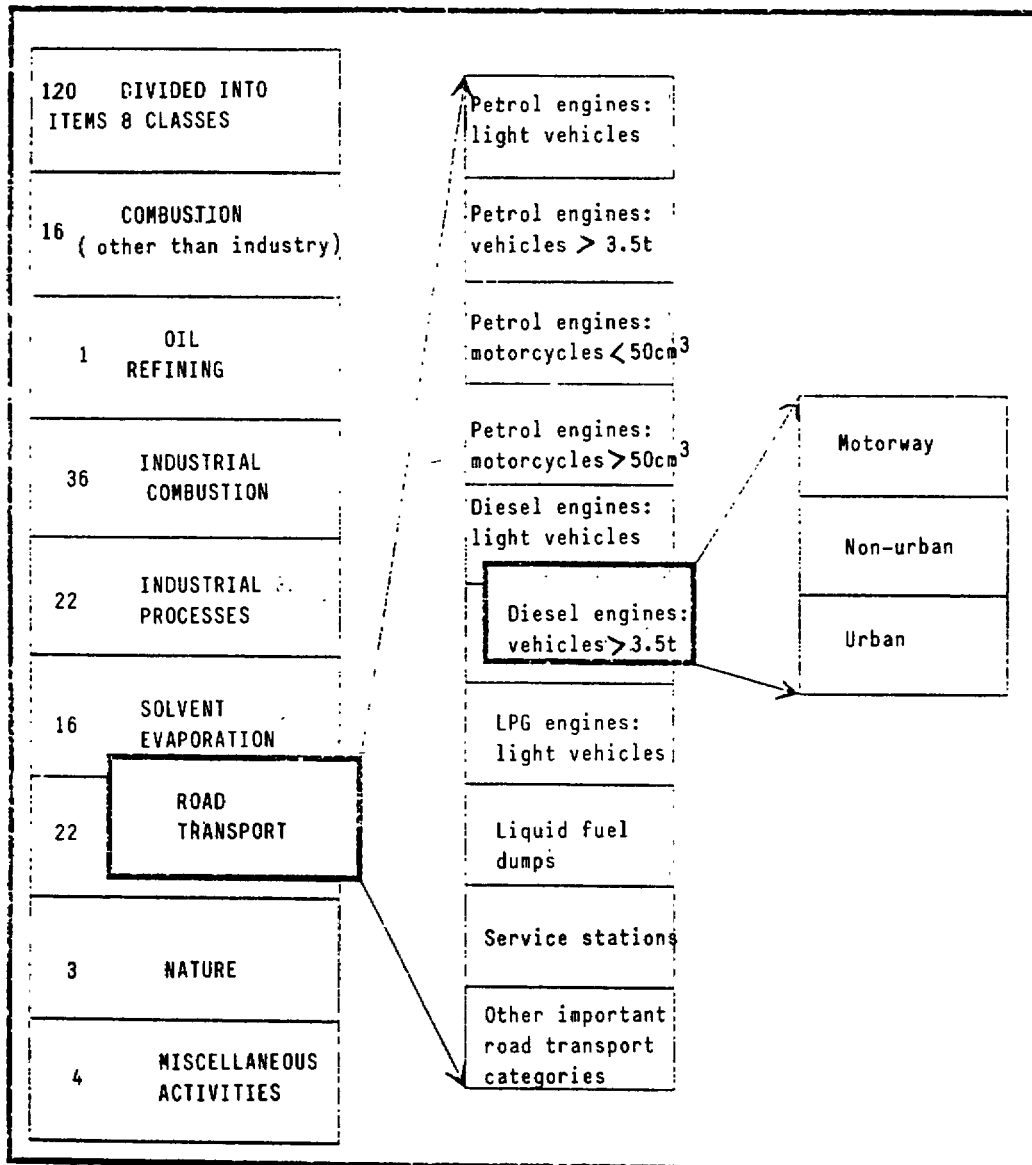 120 DIVIDED INTO
ITEMS 8 CLASSES
16 COMBUSTION
( other than industry)
1 OIL
REFINING
36 INDUSTRIAL
COMBUSTION
22 INDUSTRIAL
PROCESSES
16 SOLVENT
EVAPORATION
22 ROAD
TRANSPORT
3 NATURE
4 MISCELLANEOUS
ACTIVITIES
Petrol engines:
light vehicles
Petrol engines:
vehicles > 3.5t
Petrol engines:
motorcycles < 50cm³
Petrol engines:
motorcycles > 50cm³
Diesel engines:
light vehicles
Diesel engines:
vehicles > 3.5t
LPG engines:
light vehicles
Liquid fuel
dumps
Service stations
Other important
road transport
categories
Motorway
Non-urban
Urban